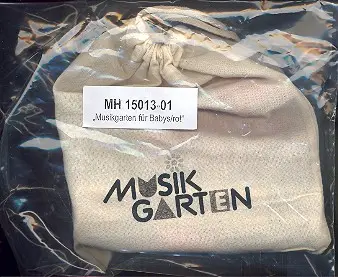 MH 15013-01
„Musikgarten für Babys/rot"
MUSIK
GARTEN